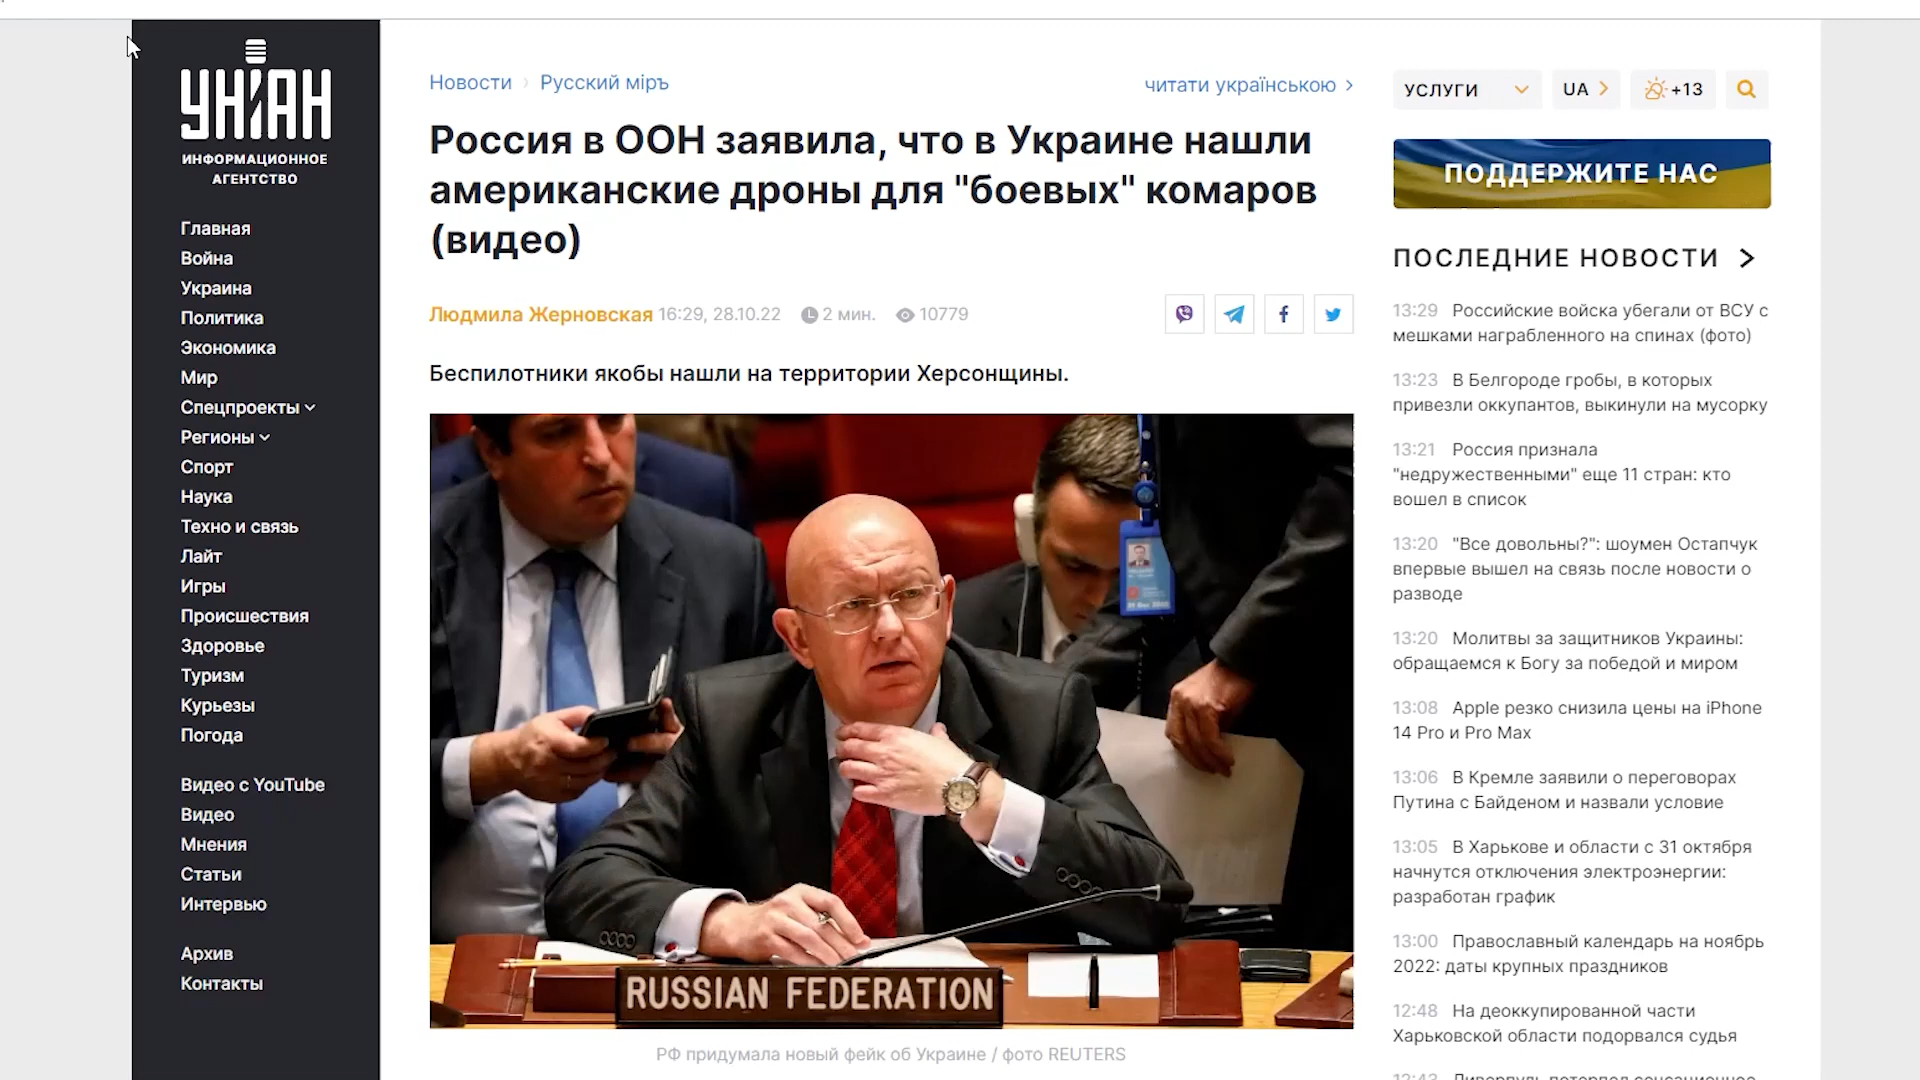 УНІАН
ИНФОРМАЦИОННОЕ
АГЕНТСТВО
Главная
Война
Украина
Политика
Экономика
Мир
Спецпроекты
Регионы
Спорт
Наука
Техно и связь
Лайт
Игры
Происшествия
Здоровье
Туризм
Курьезы
Погода
Видео с YouTube
Видео
Мнения
Статьи
Интервью
Архив
Контакты
Новости › Русский міръ
читати українською
Россия в ООН заявила, что в Украине нашли
американские дроны для "боевых" комаров
(видео)
Людмила Жерновская 16:29, 28.10.22 2 мин. 10779
Беспилотники якобы нашли на территории Херсонщины.
RUSSIAN FEDERATION
РФ придумала новый фейк об Украине / фото REUTERS
УСЛУГИ UA +13
ПОДДЕРЖИТЕ НАС
ПОСЛЕДНИЕ НОВОСТИ
13:29 Российские войска убегали от ВСУ с
мешками награбленного на спинах (фото)
13:23 В Белгороде гробы, в которых
привезли оккупантов, выкинули на мусорку
13:21 Россия признала
"недружественными" еще 11 стран: кто
вошел в список
13:20 "Все довольны?": шоумен Остапчук
впервые вышел на связь после новости о
разводе
13:20 Молитвы за защитников Украины:
обращаемся к Богу за победой и миром
13:08 Apple резко снизила цены на iPhone
14 Pro и Pro Max
13:06 В Кремле заявили о переговорах
Путина с Байденом и назвали условие
13:05 В Харькове и области с 31 октября
начнутся отключения электроэнергии:
разработан график
13:00 Православный календарь на ноябрь
2022: даты крупных праздников
12:48 На деоккупированной части
Харьковской области подорвался судья